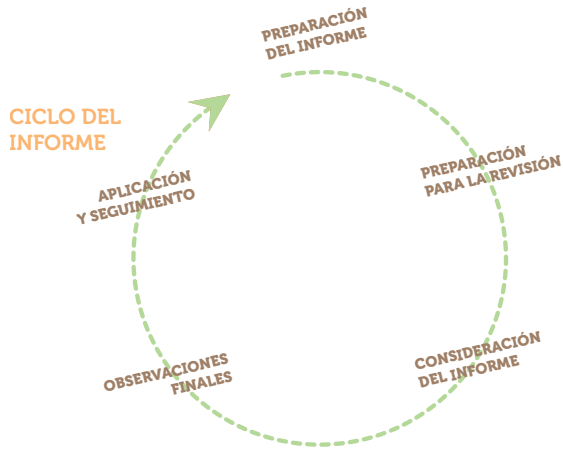 CICLO DEL
INFORME
PREPARACIÓN
DEL INFORME
PREPARACIÓN
PARA LA REVISIÓN
CONSIDERACIÓN
DEL INFORME
OBSERVACIONES
FINALES
APLICACIÓN
Y SEGUIMIENTO